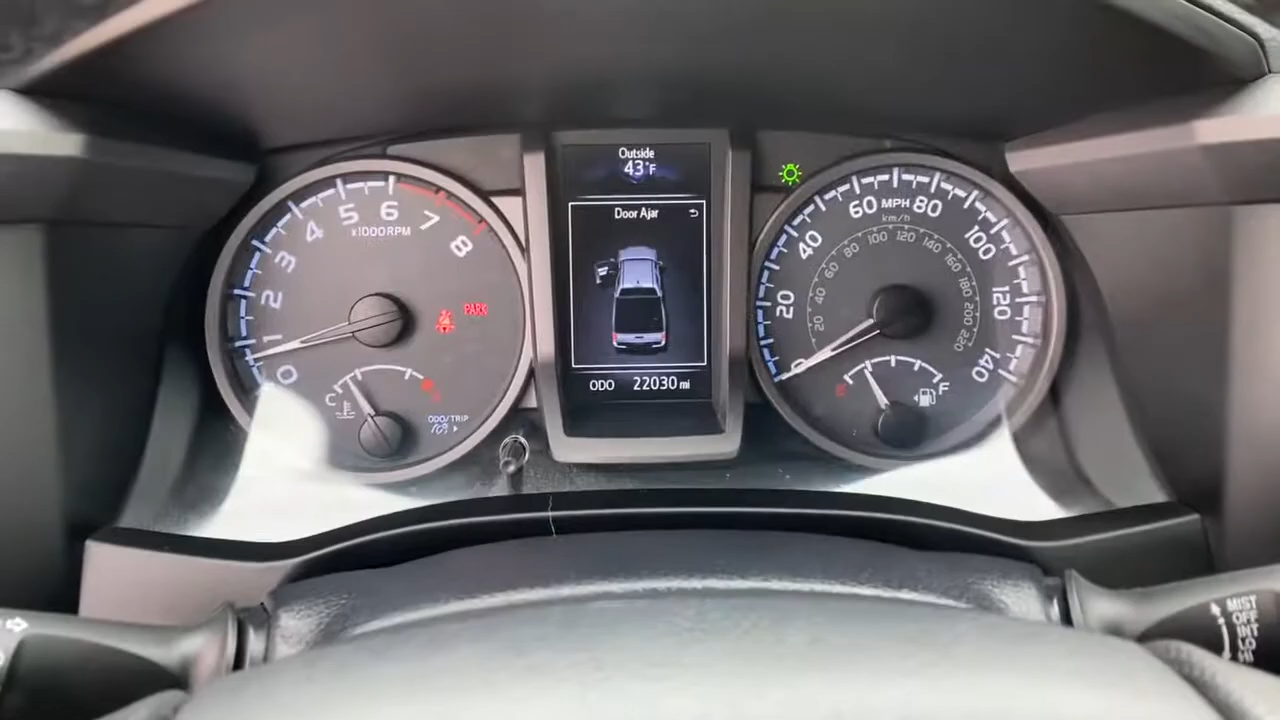 Outside
43°F
Door Ajar
ODO 22030 mi
0
1
2
3
4
5
6
7
8
x1000RPM
PARK
C
ODO/TRIP
0
20
40
60
MPH
80
100
120
140
km/h
20
40
60
80
100
120
140
160
180
200
220
E
F
MIST
OFF
INT
LO